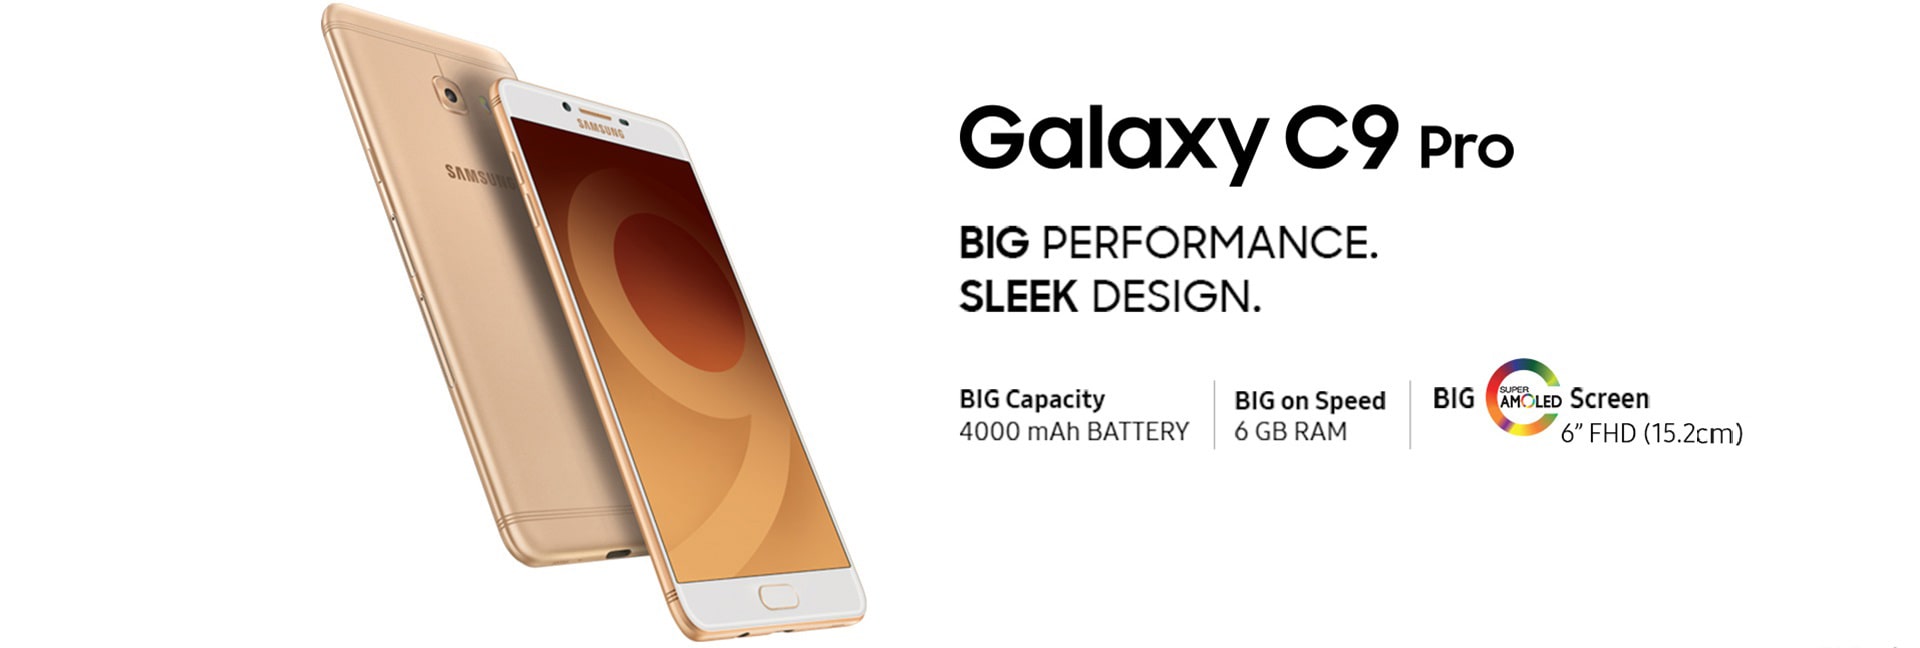 SAMSUNG
SAMSUNG
Galaxy C9 Pro
BIG PERFORMANCE.
SLEEK DESIGN.
BIG Capacity
4000 mAh BATTERY
BIG on Speed
6 GB RAM
BIG SUPER AMOLED Screen
6” FHD (15.2cm)